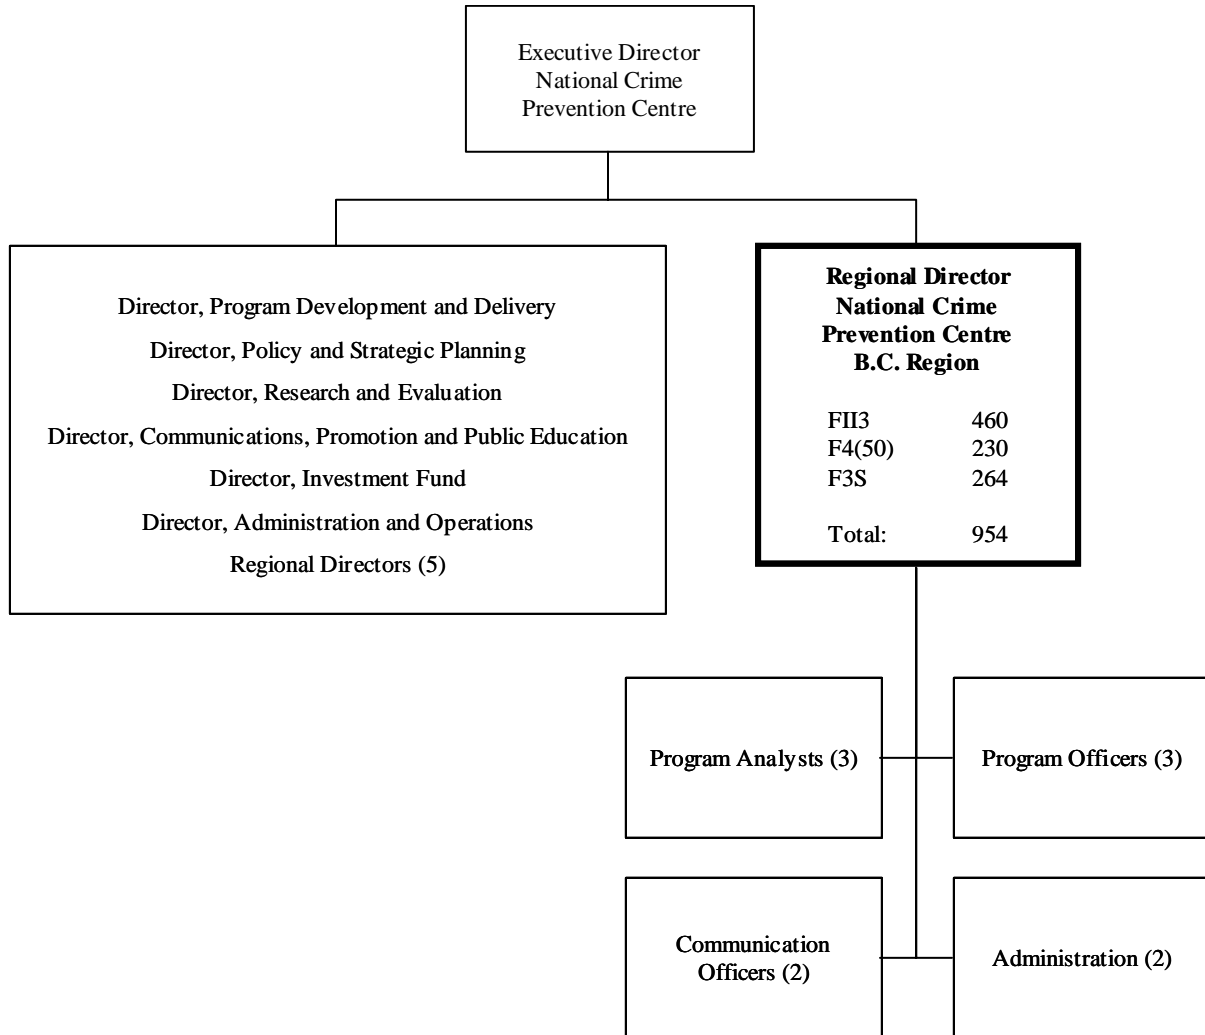 Executive Director
National Crime
Prevention Centre
Director, Program Development and Delivery
Director, Policy and Strategic Planning
Director, Research and Evaluation
Director, Communications, Promotion and Public Education
Director, Investment Fund
Director, Administration and Operations
Regional Directors (5)
Regional Director
National Crime
Prevention Centre
B.C. Region
FII3 460
F4(50) 230
F3S 264
Total: 954
Program Analysts (3)
Program Officers (3)
Communication
Officers (2)
Administration (2)